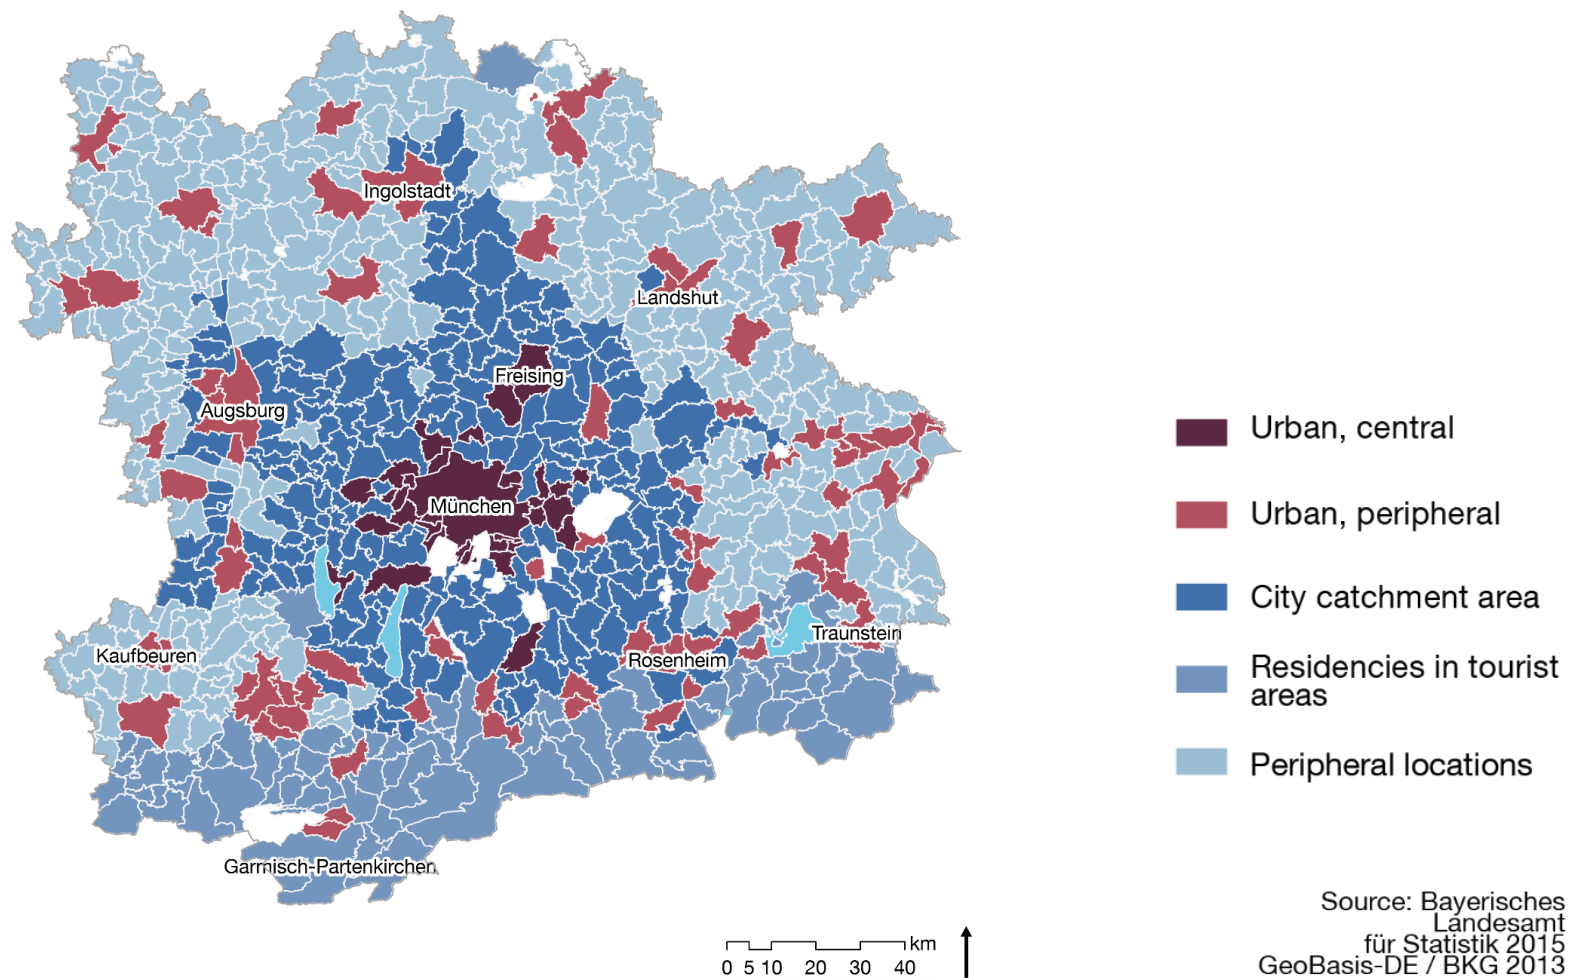 Ingolstadt
Landshut
Freising
Augsburg
München
Traunstein
Kaufbeuren
Rosenheim
Garmisch-Partenkirchen
Urban, central
Urban, peripheral
City catchment area
Residencies in tourist
areas
Peripheral locations
km
0 5 10 20 30 40
Source: Bayerisches
Landesamt
für Statistik 2015
GeoBasis-DE / BKG 2013